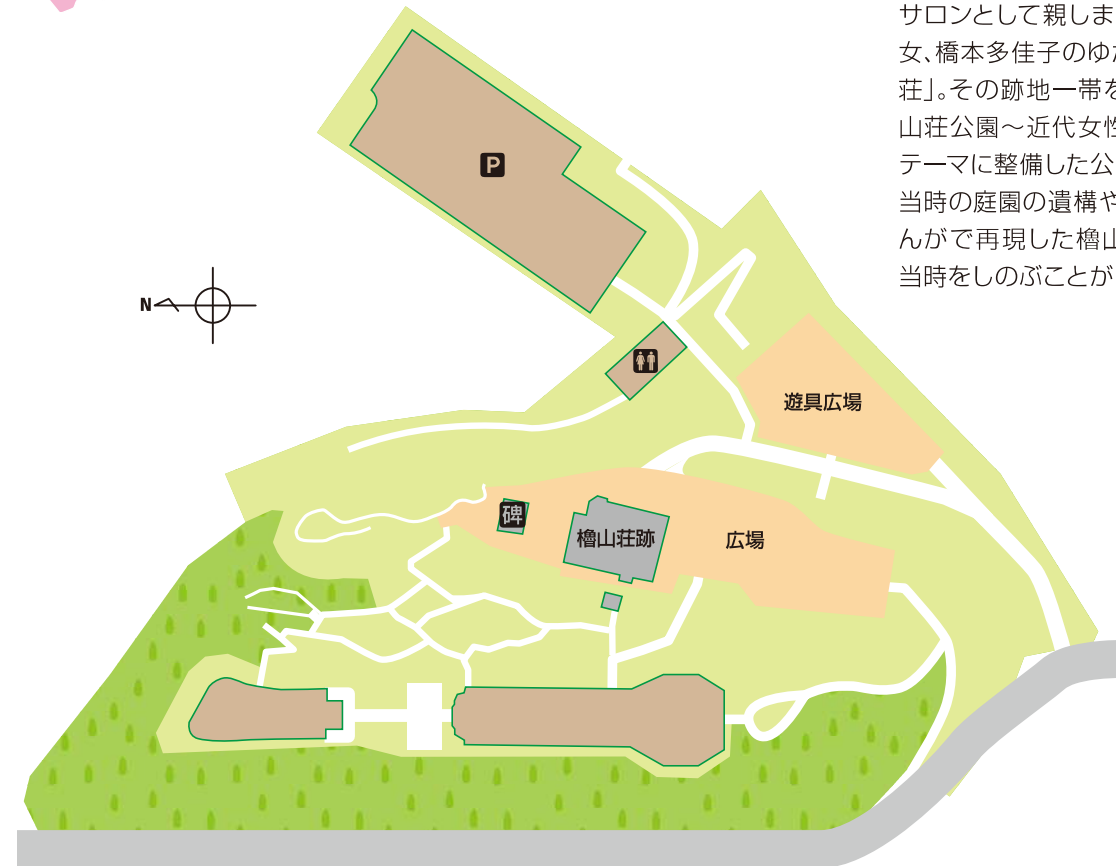 サロンとして親しま
女、橋本多佳子のゆか
荘」。その跡地一帯を
山荘公園～近代女性
テーマに整備した公
当時の庭園の遺構や
んがで再現した櫓山
当時をしのぶことが
P
N
遊具広場
碑
櫓山荘跡
広場